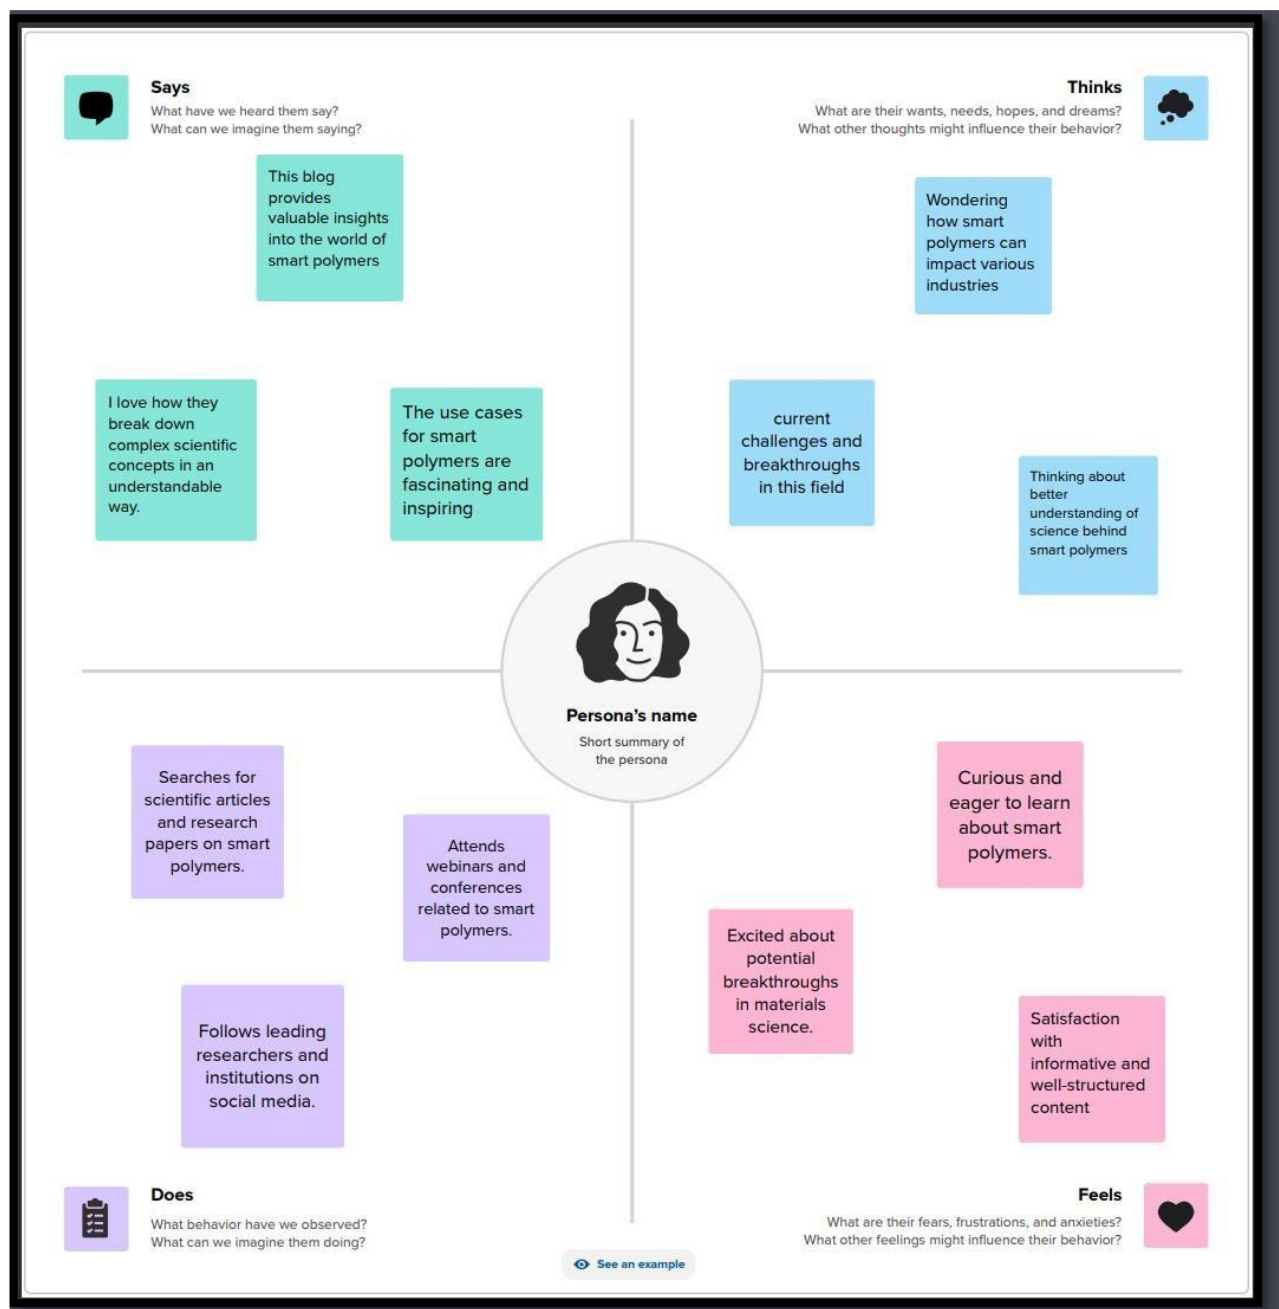 Says
What have we heard them say?
What can we imagine them saying?
This blog
provides
valuable insights
into the world of
smart polymers
I love how they
break down
complex scientific
concepts in an
understandable
way.
The use cases
for smart
polymers are
fascinating and
inspiring
Thinks
What are their wants, needs, hopes, and dreams?
What other thoughts might influence their behavior?
Wondering
how smart
polymers can
impact various
industries
current
challenges and
breakthroughs
in this field
Thinking about
better
understanding of
science behind
smart polymers
Persona's name
Short summary of
the persona
Searches for
scientific articles
and research
papers on smart
polymers.
Attends
webinars and
conferences
related to smart
polymers.
Follows leading
researchers and
institutions on
social media.
Does
What behavior have we observed?
What can we imagine them doing?
Curious and
eager to learn
about smart
polymers.
Excited about
potential
breakthroughs
in materials
science.
Satisfaction
with
informative and
well-structured
content
Feels
What are their fears, frustrations, and anxieties?
What other feelings might influence their behavior?
See an example